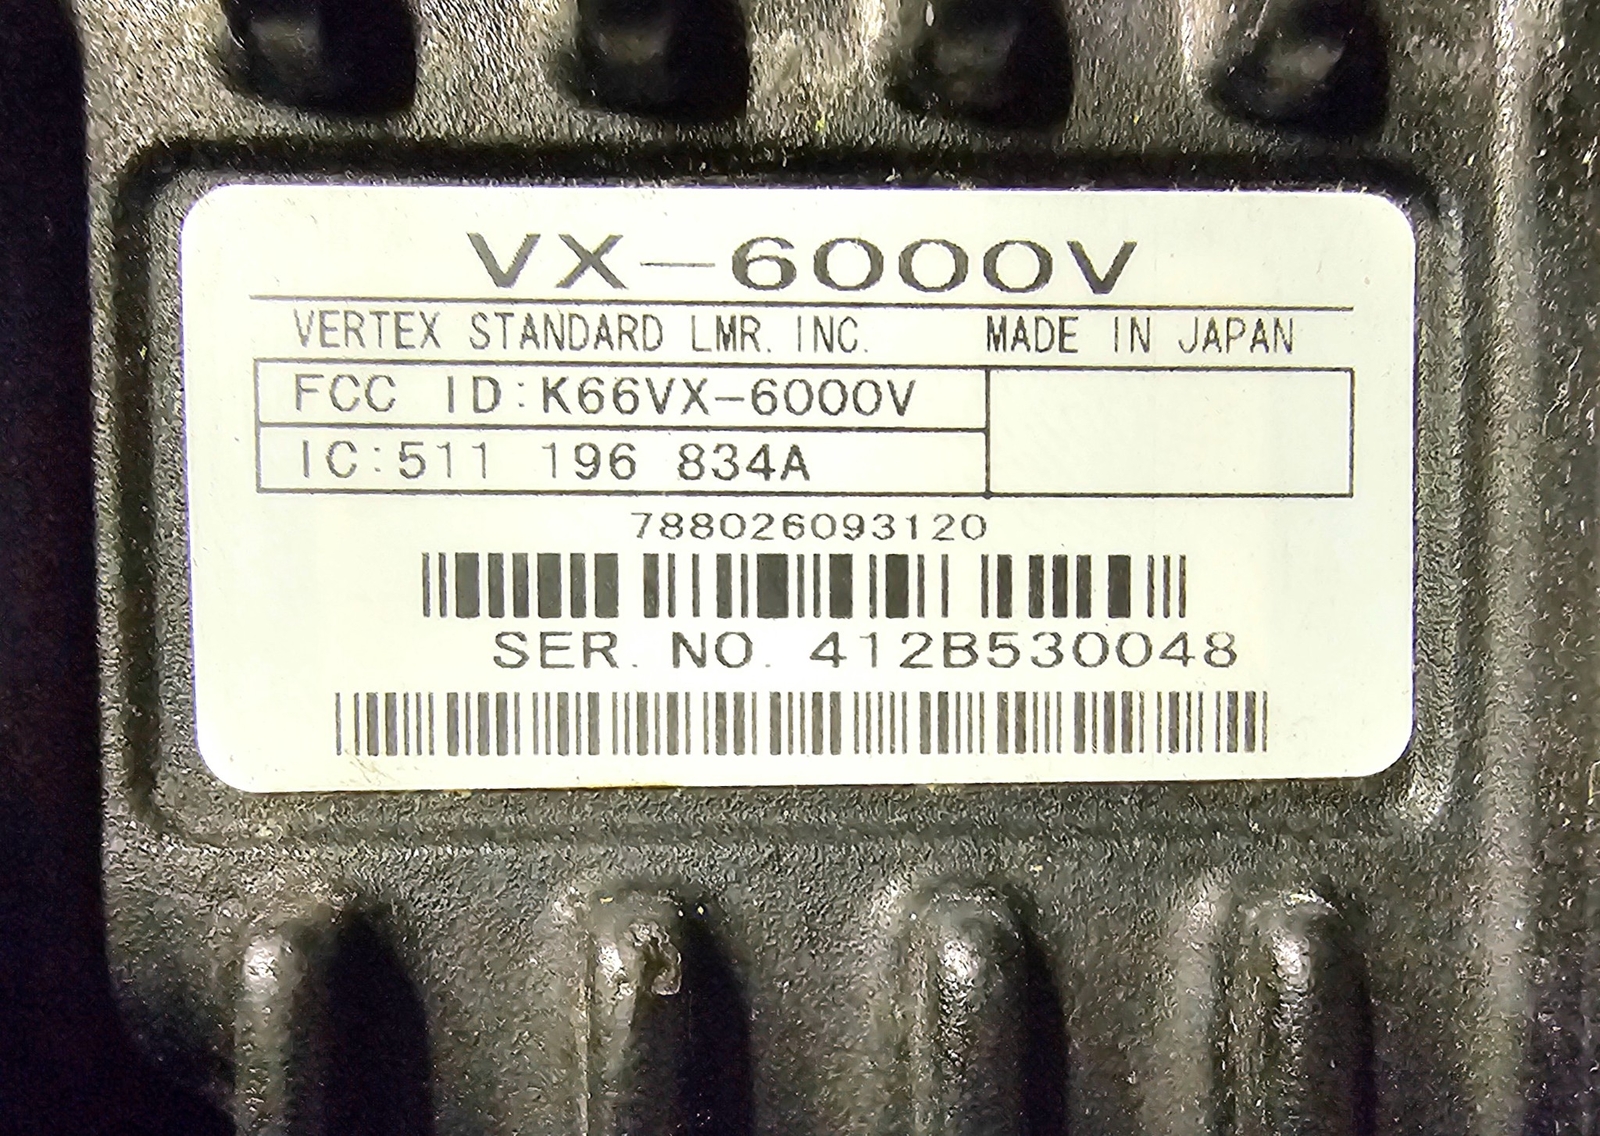 VX-6000V
VERTEX STANDARD LMR. INC. MADE IN JAPAN
FCC ID:K66VX-6000V
IC:511 196 834A
788026093120
SER. NO. 412B530048